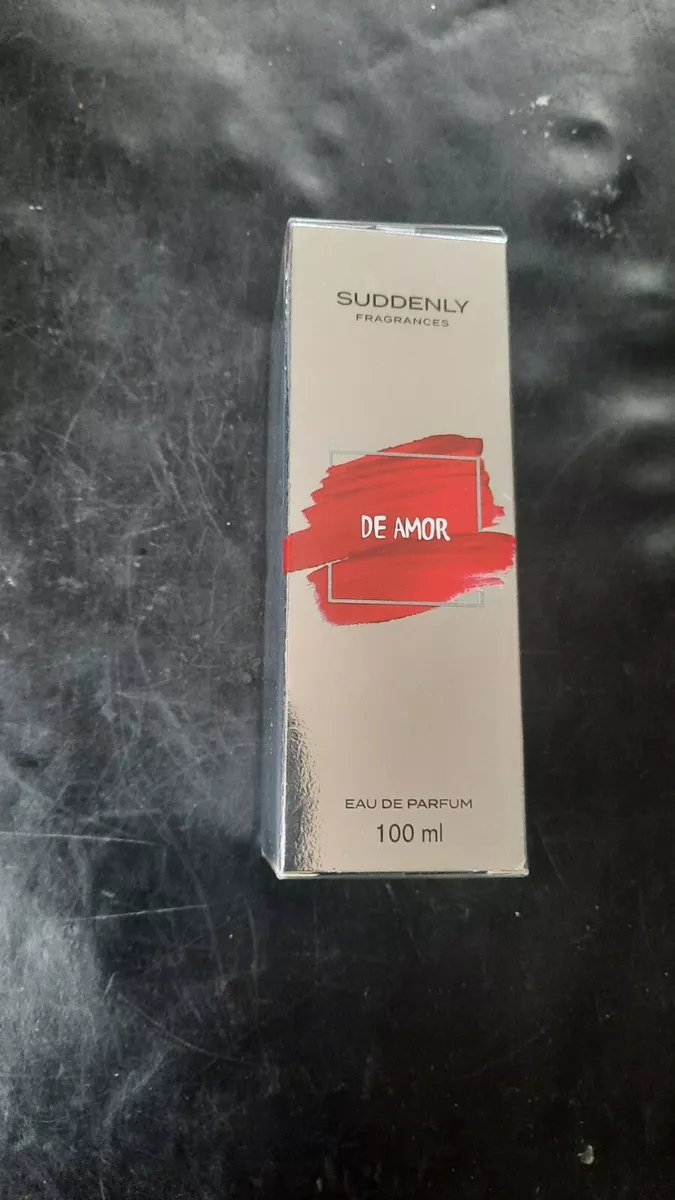 SUDDENLY
FRAGRANCES
DE AMOR
EAU DE PARFUM
100 ml